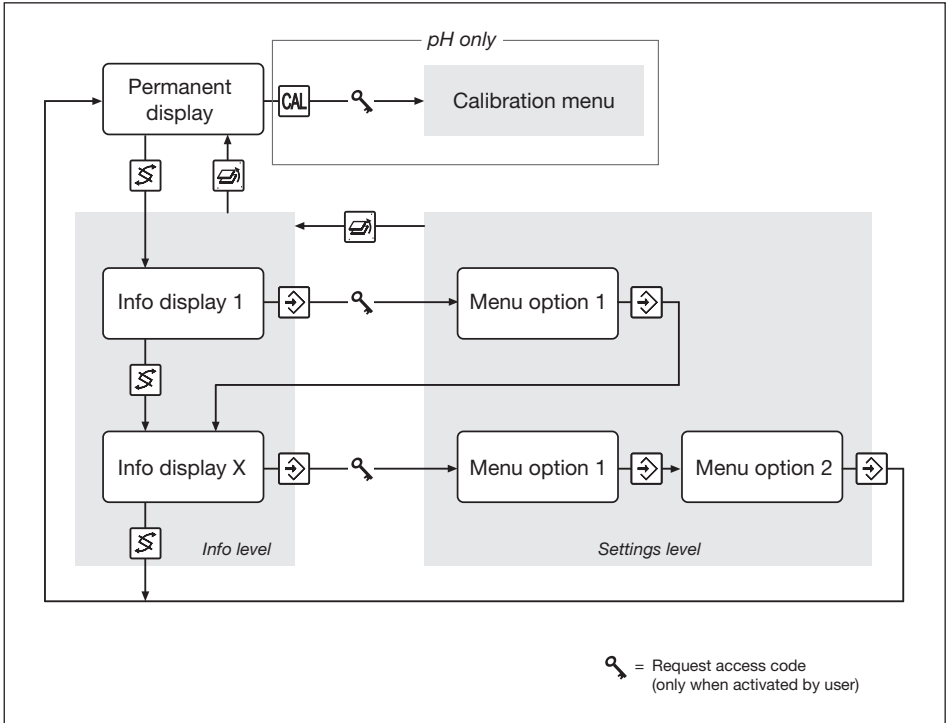 pH only
Permanent
display
CAL
Calibration menu
Info display 1
Menu option 1
Info display X
Menu option 1
Menu option 2
Info level
Settings level
= Request access code
(only when activated by user)